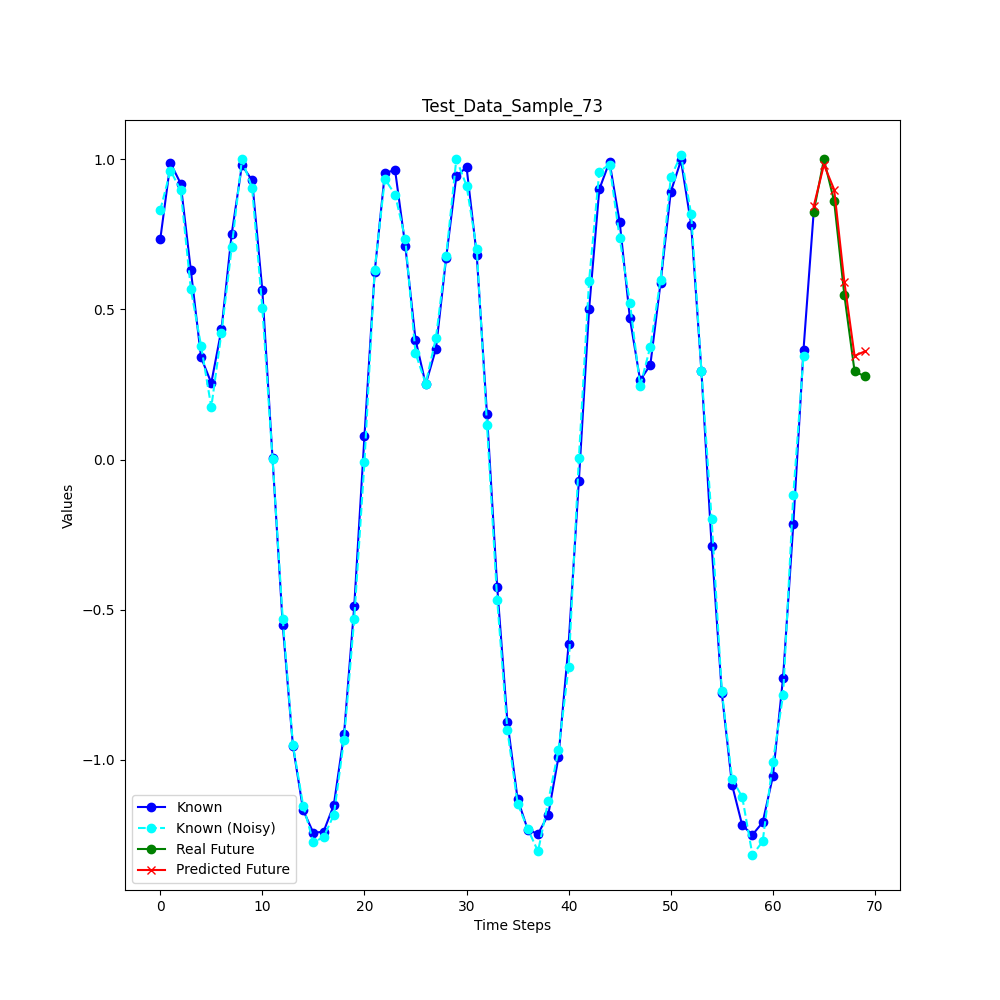 Test_Data_Sample_73
1.0
0.5
0.0
−0.5
−1.0
Values
Known
Known (Noisy)
Real Future
Predicted Future
0 10 20 30 40 50 60 70
Time Steps